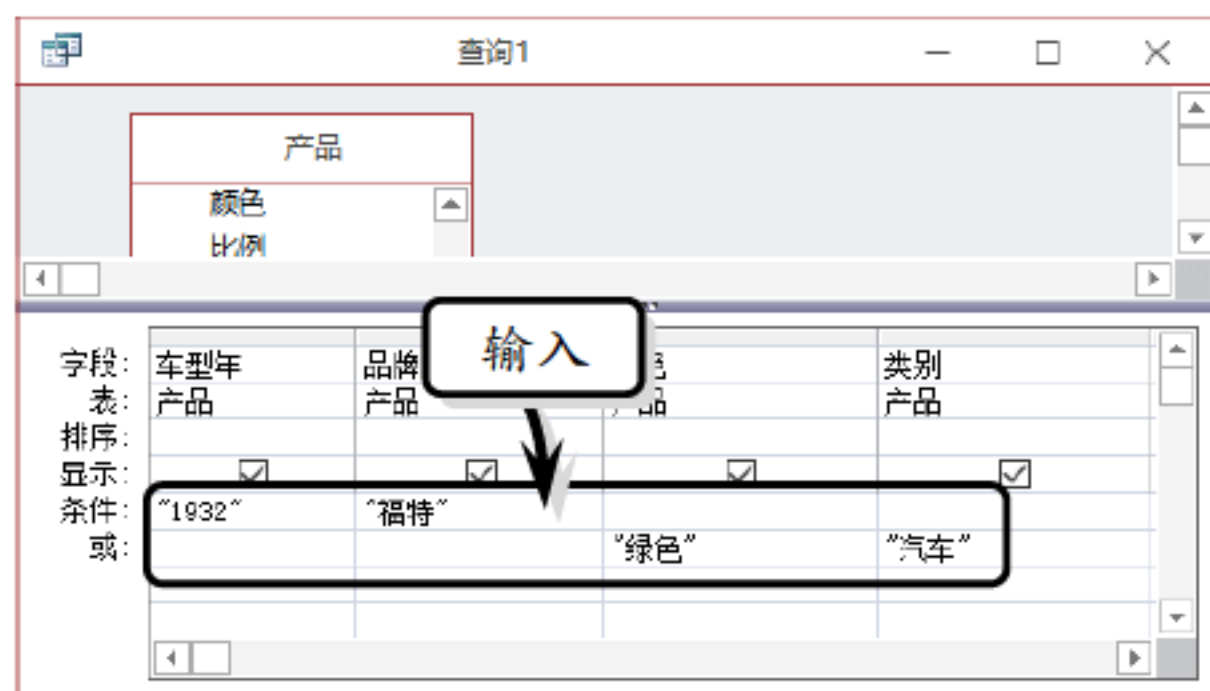 查询1
产品
颜色
比例
输入
字段: 车型年 品牌 类别
表: 产品 产品 产品 产品
排序:
显示:
条件: "1932" "福特"
或: "绿色" "汽车"